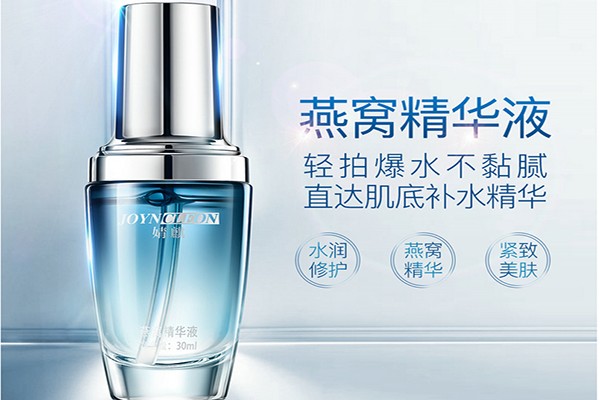 燕窝精华液
轻拍爆水不黏腻
直达肌底补水精华
水润
修护
燕窝
精华
紧致
美肤
JOYNCLEON
精华液
30ml